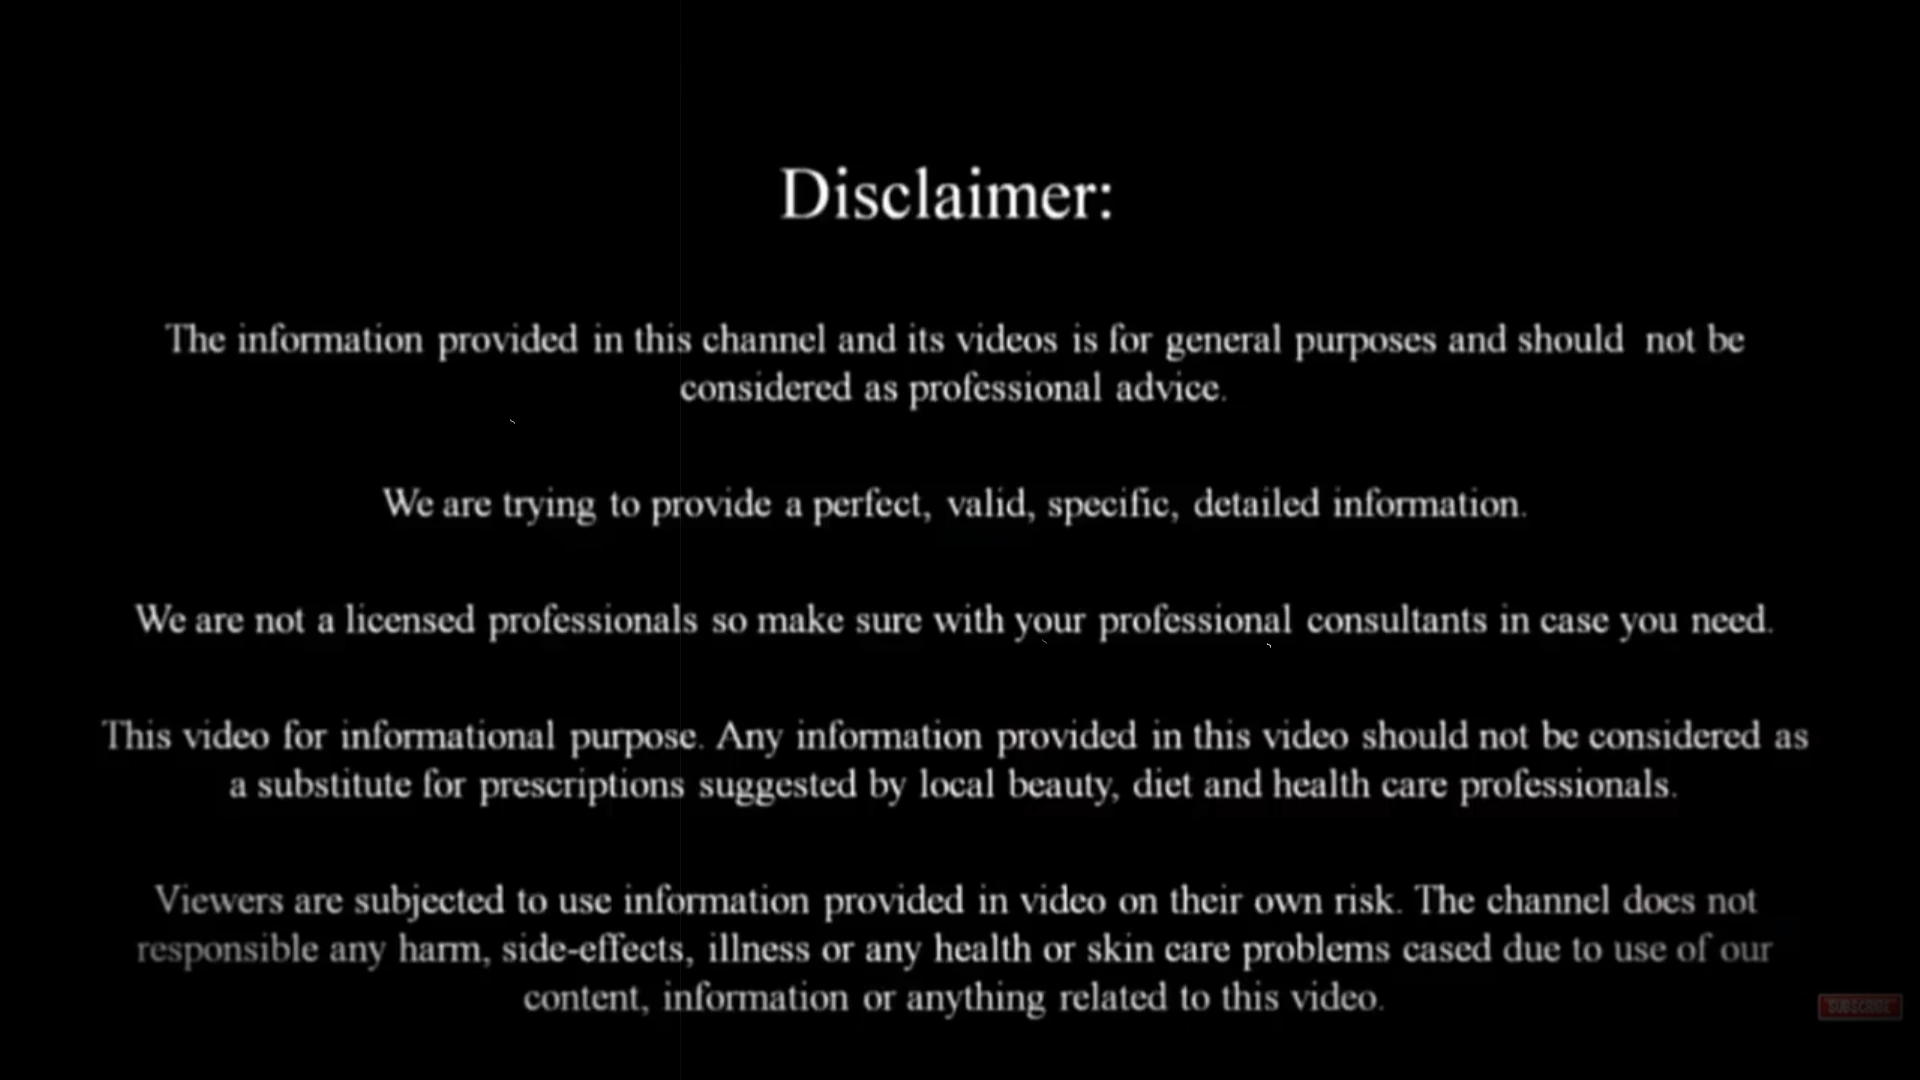 Disclaimer:
The information provided in this channel and its videos is for general purposes and should not be
considered as professional advice.
We are trying to provide a perfect, valid, specific, detailed information.
We are not a licensed professionals so make sure with your professional consultants in case you need.
This video for informational purpose. Any information provided in this video should not be considered as
a substitute for prescriptions suggested by local beauty, diet and health care professionals.
Viewers are subjected to use information provided in video on their own risk. The channel does not
responsible any harm, side-effects, illness or any health or skin care problems cased due to use of our
content, information or anything related to this video.
SUBSCRIBE